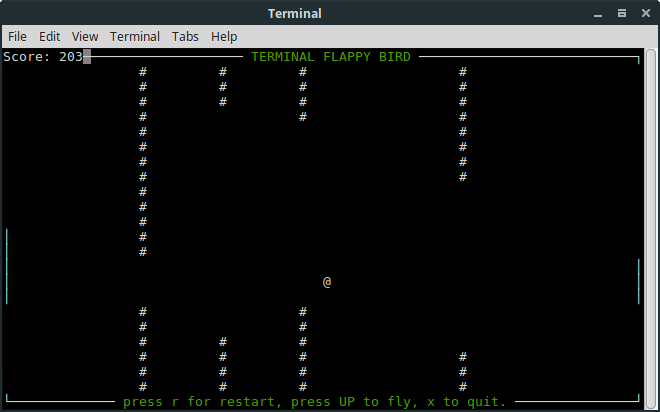 Terminal
File Edit View Terminal Tabs Help
Score: 203 TERMINAL FLAPPY BIRD
# # # #
# # # #
# # # #
# # #
# #
# #
# #
# #
#
#
#
#
#
@
# #
# #
# # #
# # # #
# # # #
# # # #
press r for restart, press UP to fly, x to quit.